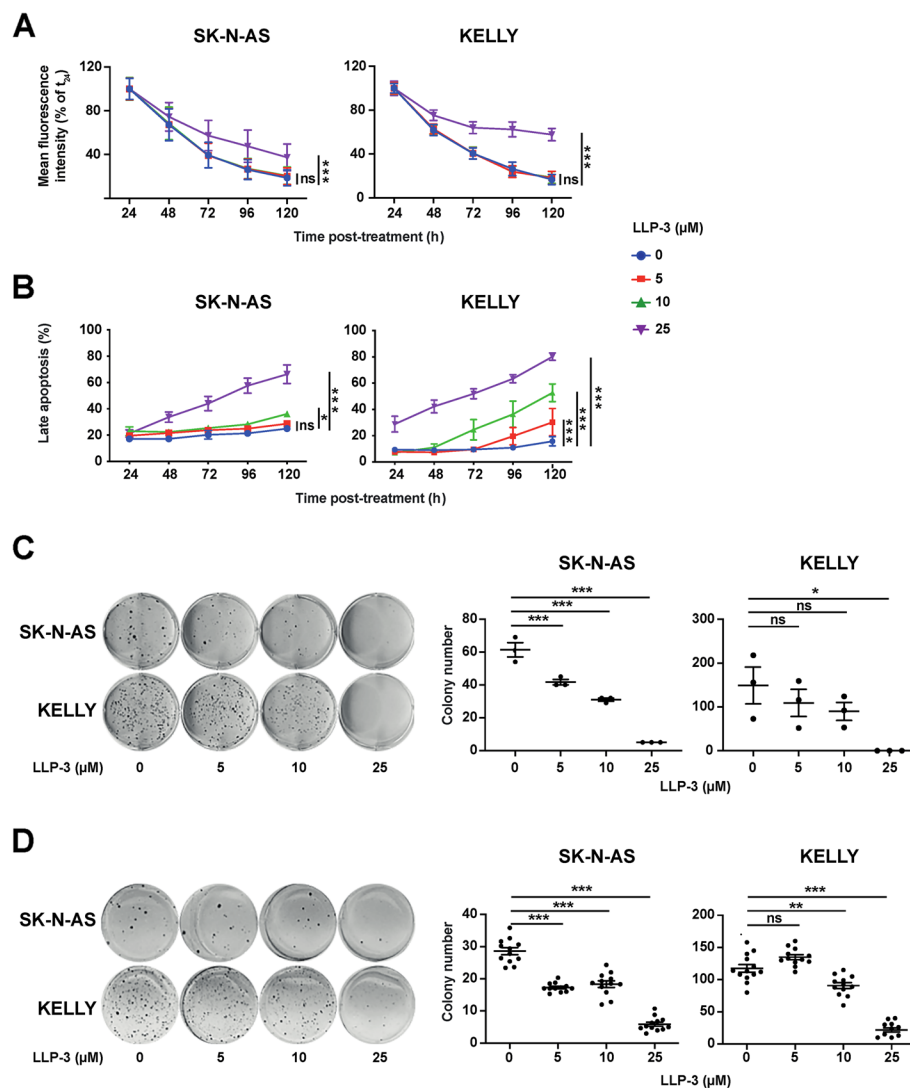 A
SK-N-AS
KELLY
Mean fluorescence
intensity (% of t24)
120
80
40
0
24 48 72 96 120
ns
***
120
80
40
0
24 48 72 96 120
ns
***
Time post-treatment (h)
LLP-3 (µM)
0
5
10
25
B
SK-N-AS
KELLY
Late apoptosis (%)
100
80
60
40
20
0
24 48 72 96 120
ns
*
***
100
80
60
40
20
0
24 48 72 96 120
***
***
***
Time post-treatment (h)
C
SK-N-AS
KELLY
LLP-3 (µM) 0 5 10 25
SK-N-AS
Colony number
80
60
40
20
0
***
***
***
0 5 10 25
KELLY
300
200
150
100
0
*
ns
ns
0 5 10 25
LLP-3 (µM)
D
SK-N-AS
KELLY
LLP-3 (µM) 0 5 10 25
SK-N-AS
Colony number
40
30
20
10
0
***
***
***
0 5 10 25
KELLY
200
150
100
50
0
***
**
ns
0 5 10 25
LLP-3 (µM)